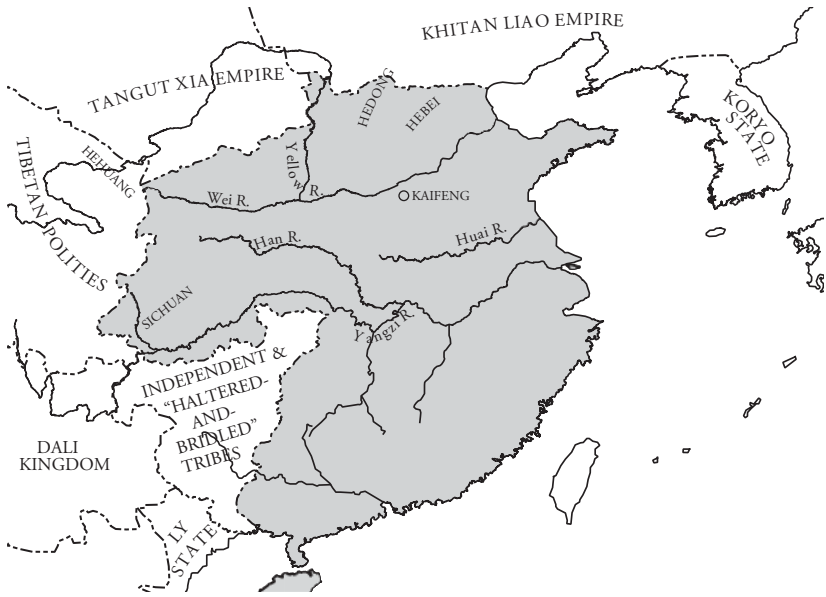 KHITAN LIAO EMPIRE
TANGUT XIA EMPIRE
HEDONG
HEBEI
KORYO
STATE
TIBETAN POLITIES
HEHUANG
Yellow R.
Wei R.
KAIFENG
Han R.
Huai R.
SICHUAN
Yangzi R.
INDEPENDENT &
“HALTERED-
AND-
BRIDLED”
TRIBES
DALI
KINGDOM
LY
STATE